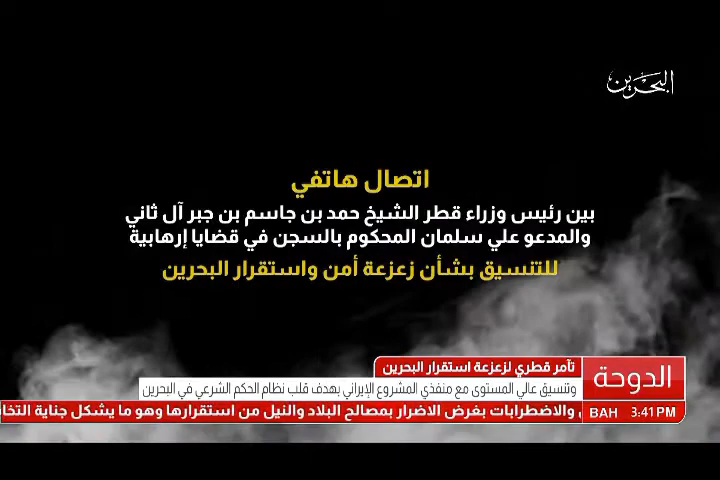 البحرين
اتصال هاتفي
بين رئيس وزراء قطر الشيخ حمد بن جاسم بن جبر آل ثاني
والمدعو علي سلمان المحكوم بالسجن في قضايا إرهابية
للتنسيق بشأن زعزعة أمن واستقرار البحرين
تآمر قطري لزعزعة استقرار البحرين
الدوحة
وتنسيق عالي المستوى مع منفذي المشروع الإيراني بهدف قلب نظام الحكم الشرعي في البحرين
والاضطرابات بغرض الاضرار بمصالح البلاد والنيل من استقرارها وهو ما يشكل جناية
BAH 3:41PM